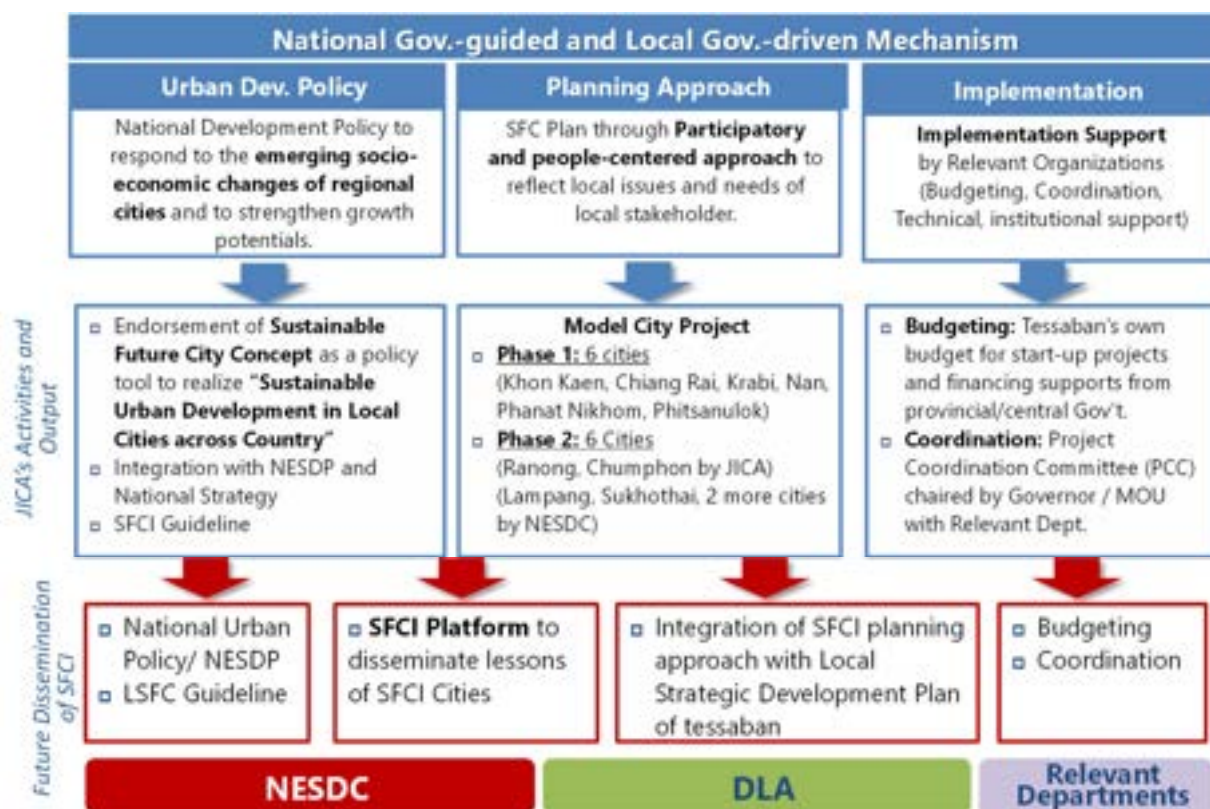 National Gov.-guided and Local Gov.-driven Mechanism
Urban Dev. Policy
National Development Policy to
respond to the emerging socio-
economic changes of regional
cities and to strengthen growth
potentials.
Planning Approach
SFC Plan through Participatory
and people-centered approach to
reflect local issues and needs of
local stakeholder.
Implementation
Implementation Support
by Relevant Organizations
(Budgeting, Coordination,
Technical, institutional support)
JICA's Activities and
Output
Endorsement of Sustainable
Future City Concept as a policy
tool to realize "Sustainable
Urban Development in Local
Cities across Country"
Integration with NESDP and
National Strategy
SFCI Guideline
Model City Project
Phase 1: 6 cities
(Khon Kaen, Chiang Rai, Krabi, Nan,
Phanat Nikhom, Phitsanulok)
Phase 2: 6 Cities
(Ranong, Chumphon by JICA)
(Lampang, Sukhothai, 2 more cities
by NESDC)
Budgeting: Tessaban's own
budget for start-up projects
and financing supports from
provincial/central Gov't.
Coordination: Project
Coordination Committee (PCC)
chaired by Governor / MOU
with Relevant Dept.
Future Dissemination
of SFCI
National Urban
Policy/ NESDP
LSFC Guideline
SFCI Platform to
disseminate lessons
of SFCI Cities
Integration of SFCI planning
approach with Local
Strategic Development Plan
of tessaban
Budgeting
Coordination
NESDC
DLA
Relevant
Departments